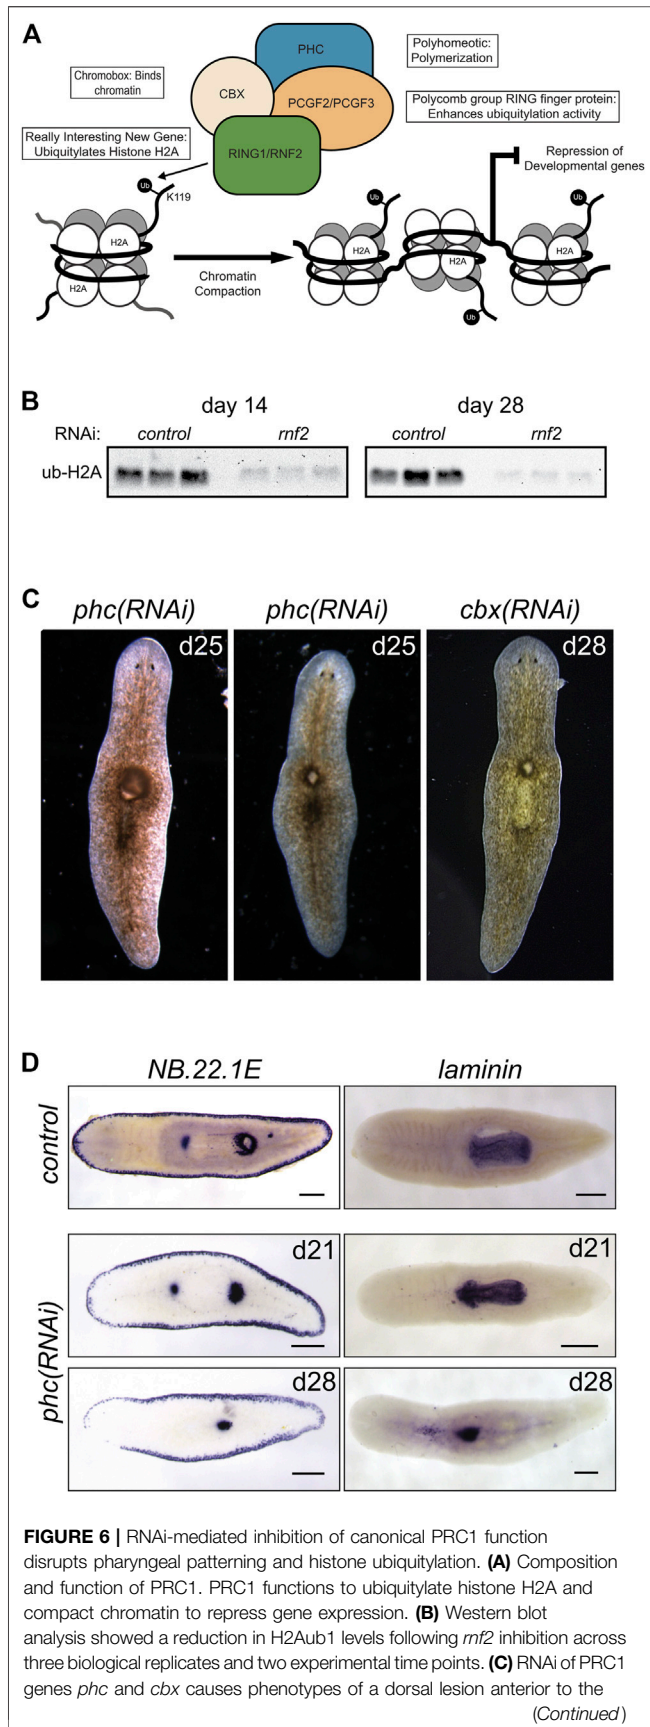 A
PHC
Polyhomeotic:
Polymerization
Chromobox: Binds
chromatin
CBX
PCGF2/PCGF3
Polycomb group RING finger protein:
Enhances ubiquitylation activity
Really Interesting New Gene:
Ubiquitylates Histone H2A
RING1/RNF2
Repression of
Developmental genes
Ub
K119
Ub
Ub
H2A
H2A
H2A
H2A
H2A
Chromatin
Compaction
Ub
B
day 14
day 28
RNAi:
control
rnf2
control
rnf2
ub-H2A
C
phc(RNAi)
phc(RNAi)
cbx(RNAi)
d25
d25
d28
D
NB.22.1E
laminin
control
phc(RNAi)
d21
d21
d28
d28
FIGURE 6 | RNAi-mediated inhibition of canonical PRC1 function
disrupts pharyngeal patterning and histone ubiquitylation. (A) Composition
and function of PRC1. PRC1 functions to ubiquitylate histone H2A and
compact chromatin to repress gene expression. (B) Western blot
analysis showed a reduction in H2Aub1 levels following rnf2 inhibition across
three biological replicates and two experimental time points. (C) RNAi of PRC1
genes phc and cbx causes phenotypes of a dorsal lesion anterior to the
(Continued)